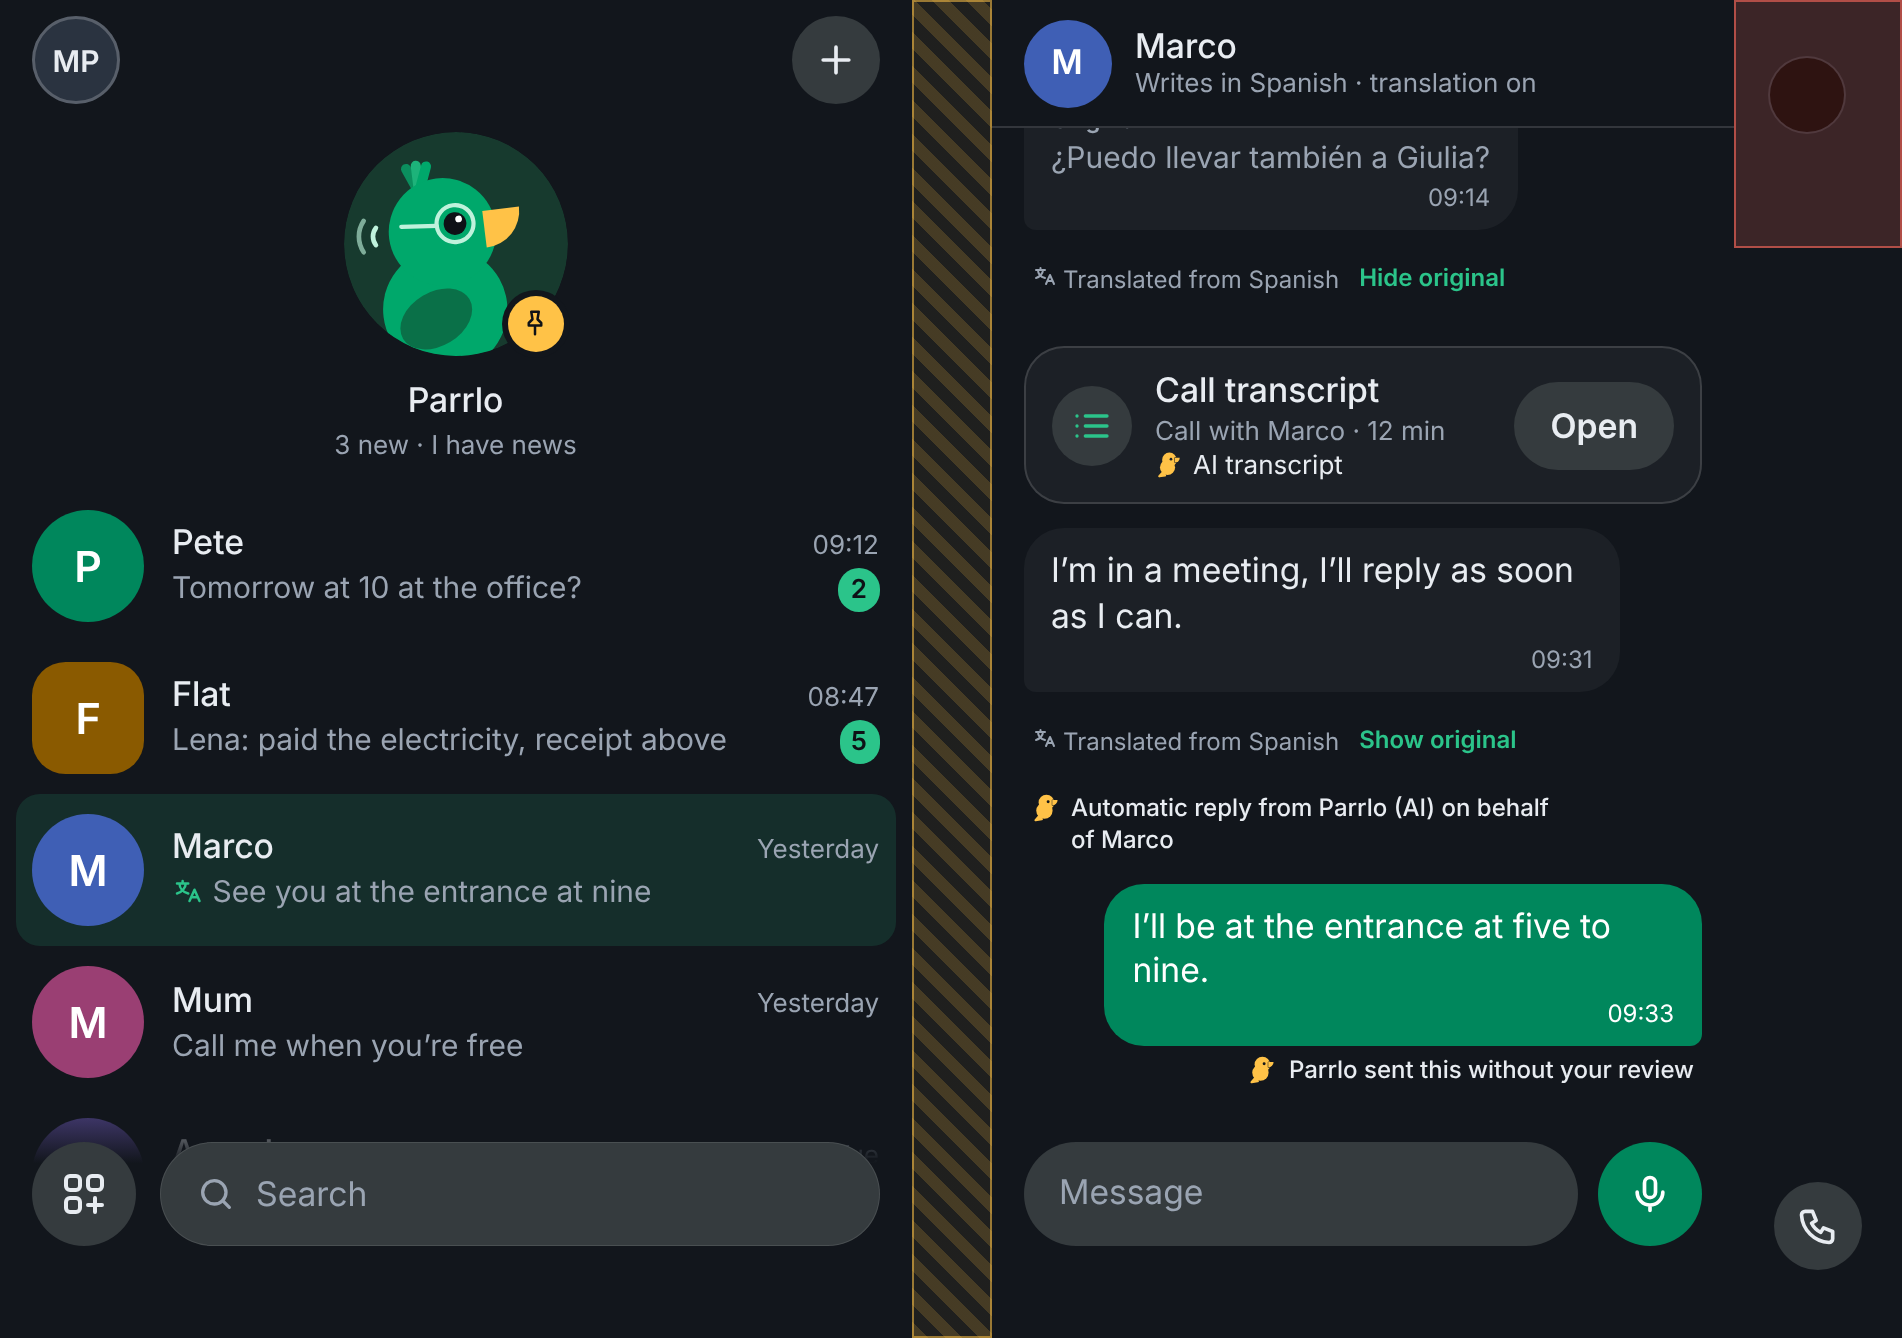 MP
Parrlo
3 new · I have news
P
Pete
09:12
Tomorrow at 10 at the office?
2
F
Flat
08:47
Lena: paid the electricity, receipt above
5
M
Marco
Yesterday
See you at the entrance at nine
M
Mum
Yesterday
Call me when you’re free
Search
M
Marco
Writes in Spanish · translation on
¿Puedo llevar también a Giulia?
09:14
Translated from Spanish Hide original
Call transcript
Call with Marco · 12 min
AI transcript
Open
I’m in a meeting, I’ll reply as soon
as I can.
09:31
Translated from Spanish Show original
Automatic reply from Parrlo (AI) on behalf
of Marco
I’ll be at the entrance at five to
nine.
09:33
Parrlo sent this without your review
Message